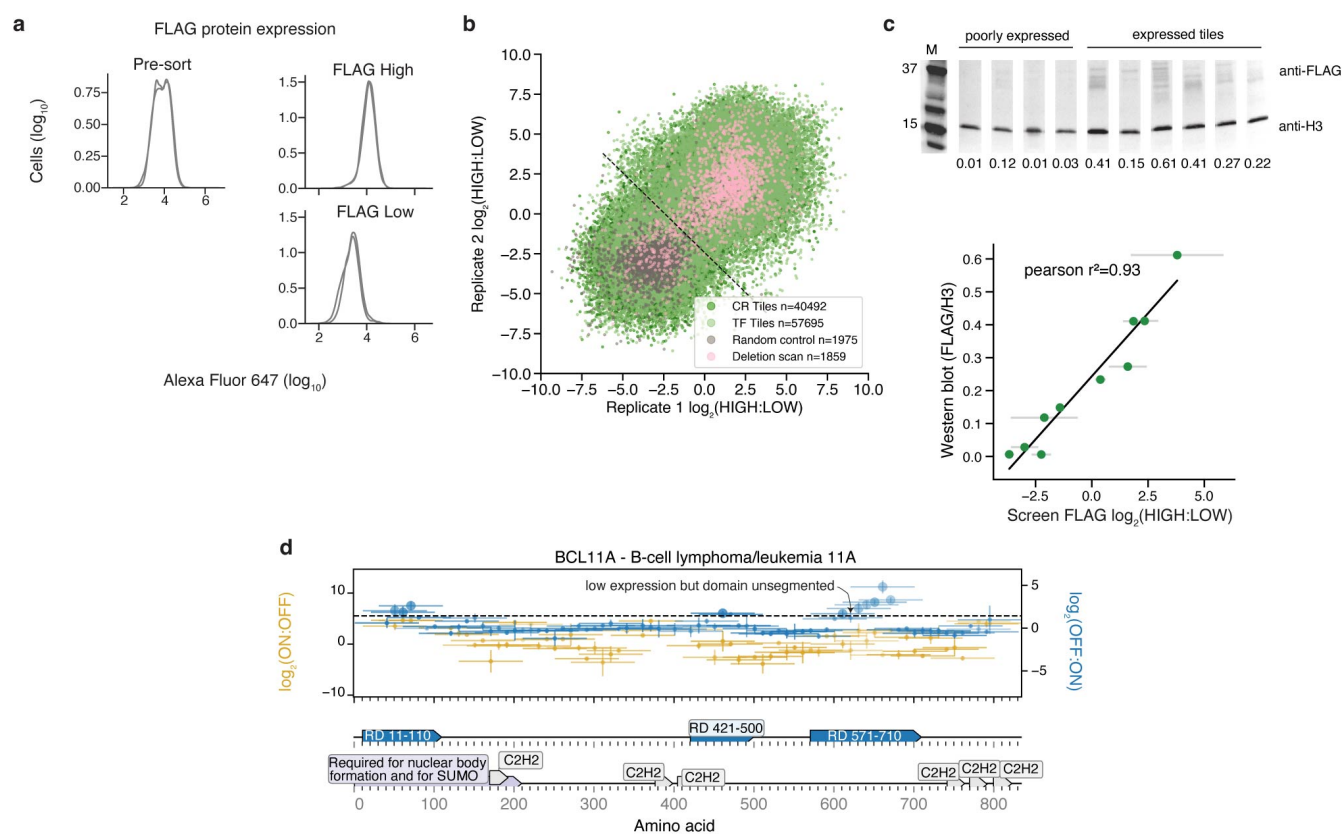 a
FLAG protein expression
Pre-sort
FLAG High
FLAG Low
Cells (log10)
0.75
0.25
0.00
2 4 6
1.5
1.0
0.5
0.0
1.5
1.0
0.5
0.0
2 4 6
Alexa Fluor 647 (log10)
b
10.0
7.5
5.0
2.5
0.0
−2.5
−5.0
−7.5
−10.0
−10.0 −7.5 −5.0 −2.5 0.0 2.5 5.0 7.5 10.0
Replicate 2 log2(HIGH:LOW)
Replicate 1 log2(HIGH:LOW)
CR Tiles n=40492
TF Tiles n=57695
Random control n=1975
Deletion scan n=1859
c
poorly expressed expressed tiles
M
37
15
anti-FLAG
anti-H3
0.01 0.12 0.01 0.03 0.41 0.15 0.61 0.41 0.27 0.22
pearson r²=0.93
0.6
0.5
0.4
0.3
0.2
0.1
0.0
Western blot (FLAG/H3)
−2.5 0.0 2.5 5.0
Screen FLAG log2(HIGH:LOW)
d
BCL11A - B-cell lymphoma/leukemia 11A
low expression but domain unsegmented
log2(ON:OFF)
10
0
−10
5
0
−5
log2(OFF:ON)
RD 11-110
RD 421-500
RD 571-710
Required for nuclear body
formation and for SUMO
C2H2
C2H2
C2H2
C2H2
C2H2
C2H2
0 100 200 300 400 500 600 700 800
Amino acid